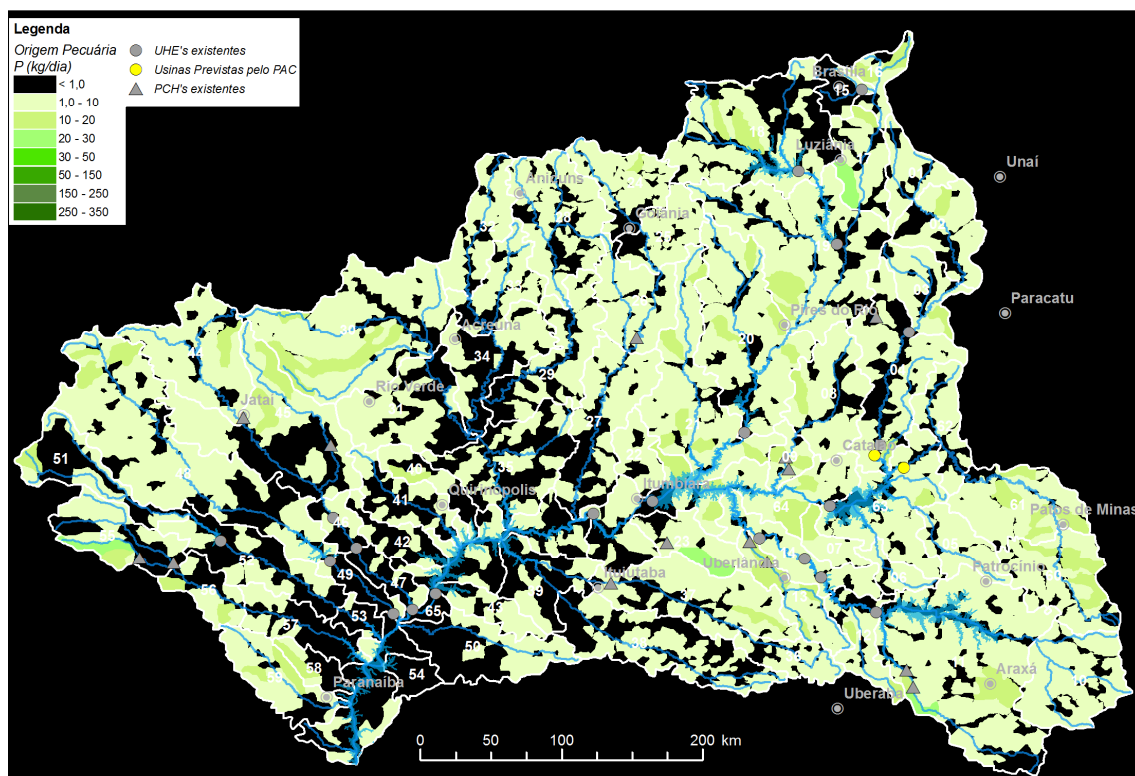 Legenda
Origem Pecuária
P (kg/dia)
< 1,0
1,0 - 10
10 - 20
20 - 30
30 - 50
50 - 150
150 - 250
250 - 350
UHE's existentes
Usinas Previstas pelo PAC
PCH's existentes
Brasília
15
Luziânia
Unaí
Anicuns
Goiânia
Paracatu
Pires do Rio
Acreúna
34
29
20
Rio Verde
Jataí
27
Catalão
51
Quirinópolis
41
Itumbiara
42
Patos de Minas
23
Uberlândia
07
Patrocínio
Ituiutaba
49
47
65
53
57
50
58
54
Paranaíba
Araxá
Uberaba
0 50 100 200 km